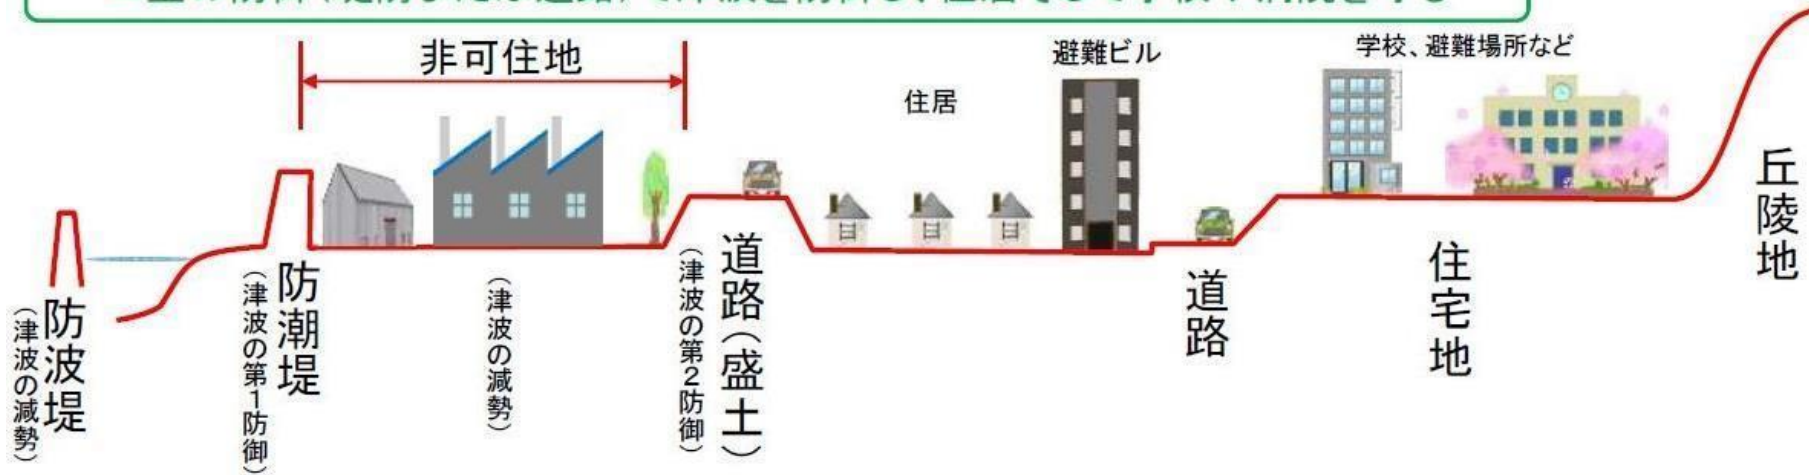 非可住地
避難ビル
学校、避難場所など
住居
防波堤
(津波の減勢)
防潮堤
(津波の第1防御)
(津波の減勢)
道路(盛土)
(津波の第2防御)
道路
住宅地
丘陵地